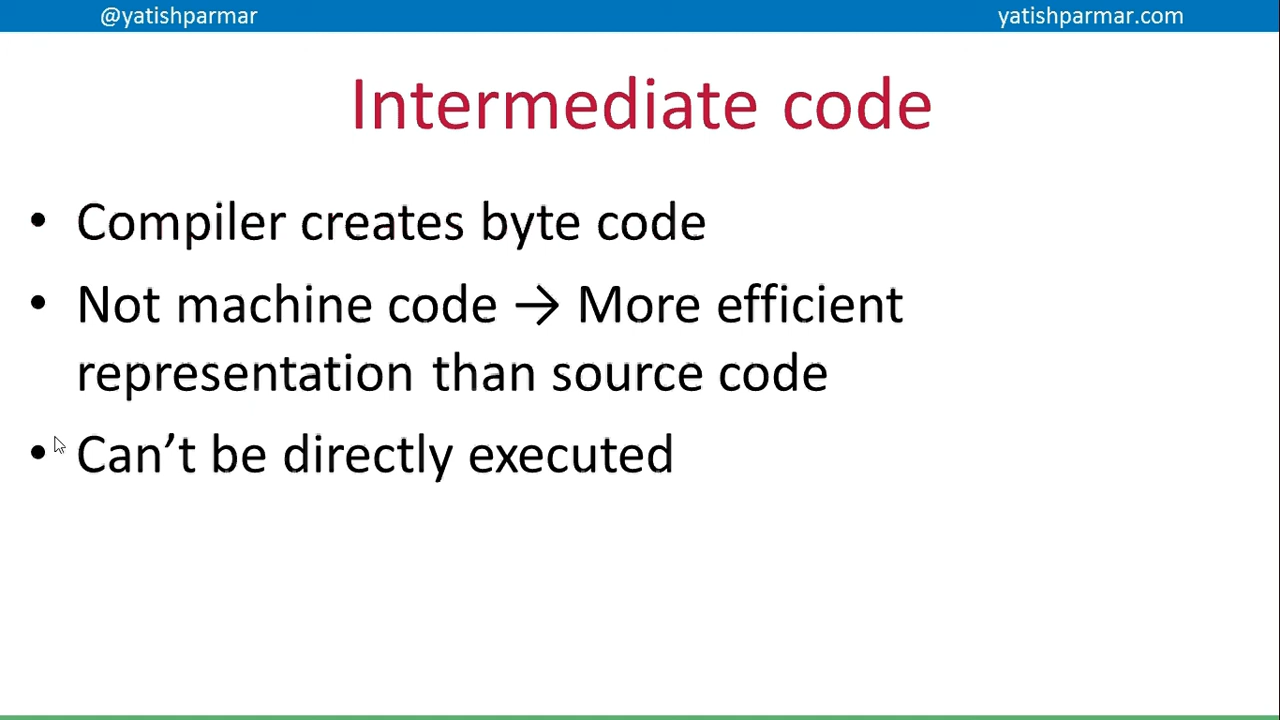 @yatishparmar
yatishparmar.com
Intermediate code
• Compiler creates byte code
• Not machine code → More efficient
representation than source code
• Can’t be directly executed